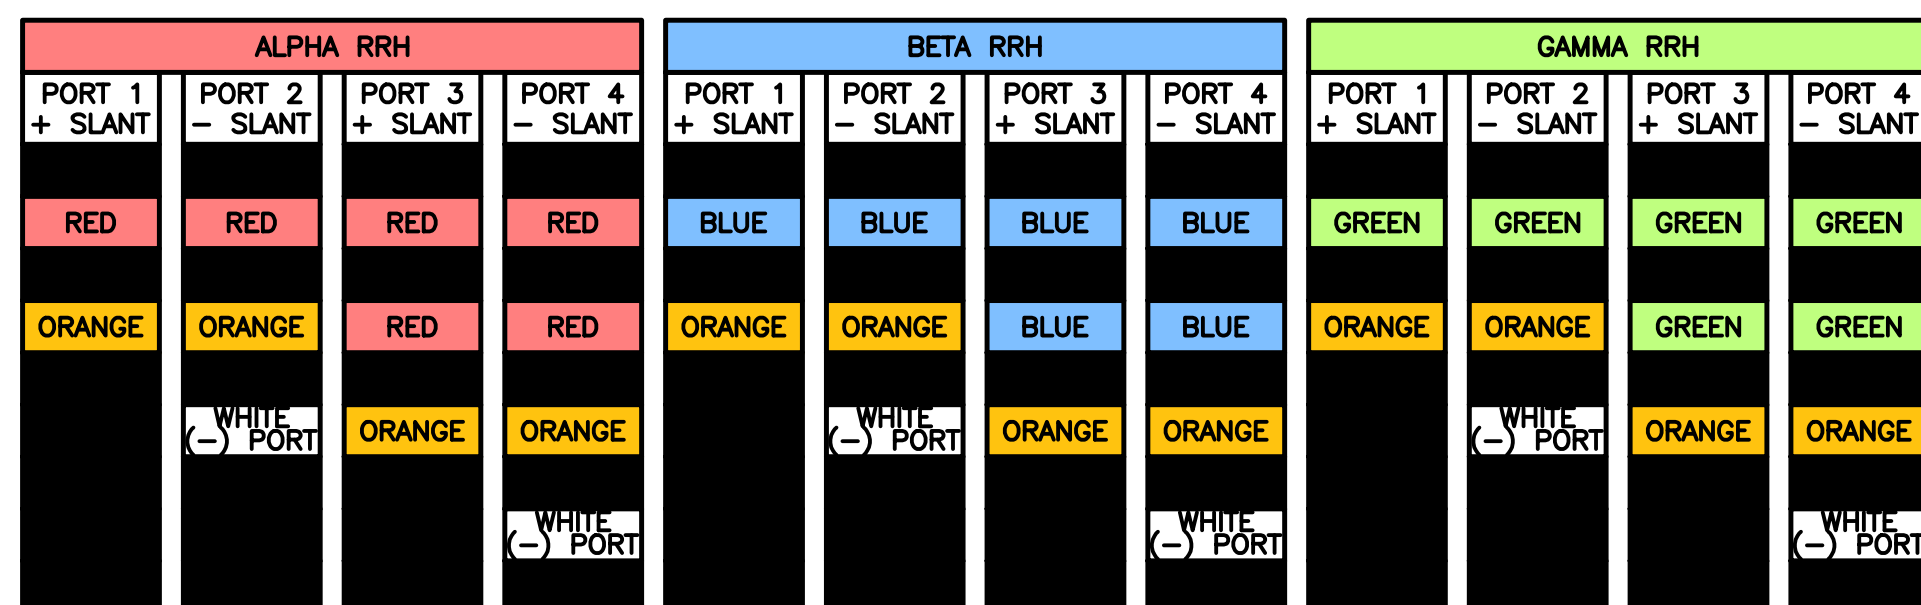 ALPHA RRH BETA RRH GAMMA RRH
PORT 1 PORT 2 PORT 3 PORT 4 PORT 1 PORT 2 PORT 3 PORT 4 PORT 1 PORT 2 PORT 3 PORT 4
+ SLANT - SLANT + SLANT - SLANT + SLANT - SLANT + SLANT - SLANT + SLANT - SLANT + SLANT - SLANT
RED RED RED RED BLUE BLUE BLUE BLUE GREEN GREEN GREEN GREEN
ORANGE ORANGE RED RED ORANGE ORANGE BLUE BLUE ORANGE ORANGE GREEN GREEN
WHITE ORANGE ORANGE WHITE ORANGE ORANGE WHITE ORANGE ORANGE
(-) PORT (-) PORT (-) PORT
WHITE WHITE WHITE
(-) PORT (-) PORT (-) PORT